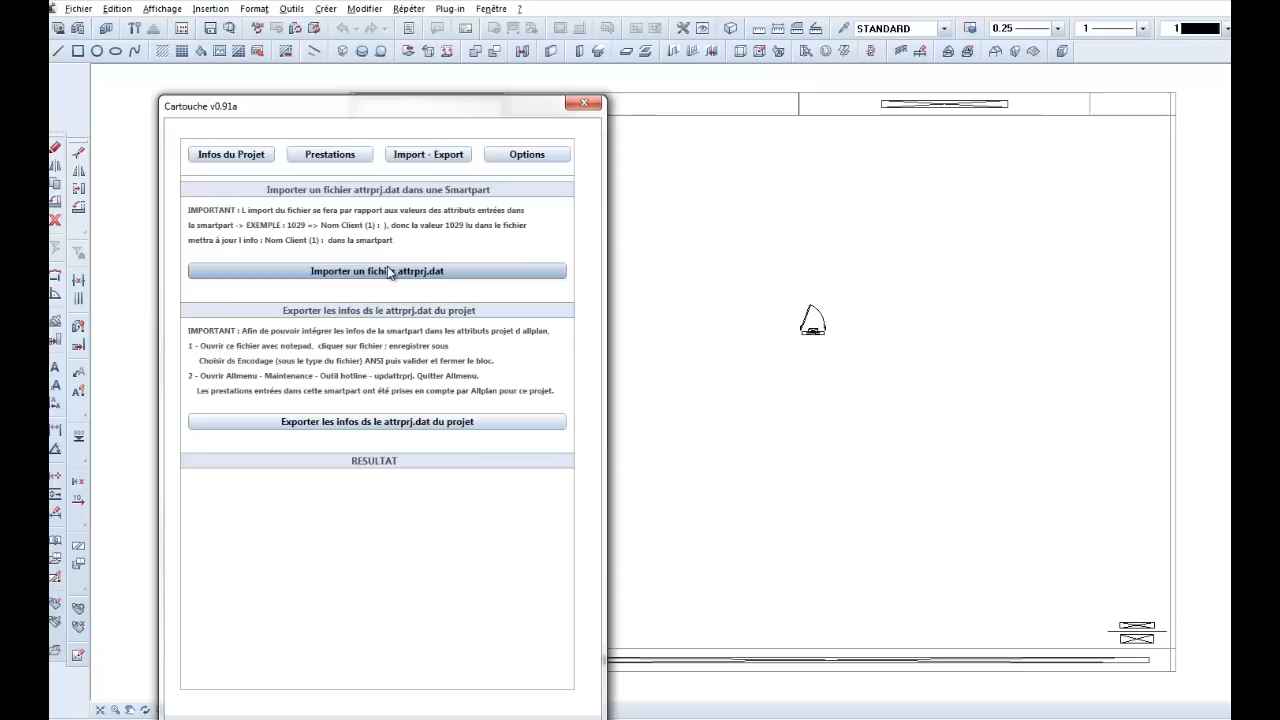 Fichier Edition Affichage Insertion Format Outils Créer Modifier Répéter Plug-in Fenêtre ?
STANDARD 0.25 1 1
Cartouche v0.91a
Infos du Projet Prestations Import - Export Options
Importer un fichier attrprj.dat dans une Smartpart
IMPORTANT : L import du fichier se fera par rapport aux valeurs des attributs entrées dans
la smartpart -> EXEMPLE : 1029 => Nom Client (1) : ), donc la valeur 1029 lu dans le fichier
mettra à jour l info : Nom Client (1) : dans la smartpart
Importer un fichier attrprj.dat
Exporter les infos ds le attrprj.dat du projet
IMPORTANT : Afin de pouvoir intégrer les infos de la smartpart dans les attributs projet d allplan,
1 - Ouvrir ce fichier avec notepad, cliquer sur fichier ; enregistrer sous
Choisir ds Encodage (sous le type du fichier) ANSI puis valider et fermer le bloc.
2 - Ouvrir Allmenu - Maintenance - Outil hotline - updattrprj. Quitter Allmenu.
Les prestations entrées dans cette smartpart ont été prises en compte par Allplan pour ce projet.
Exporter les infos ds le attrprj.dat du projet
RESULTAT